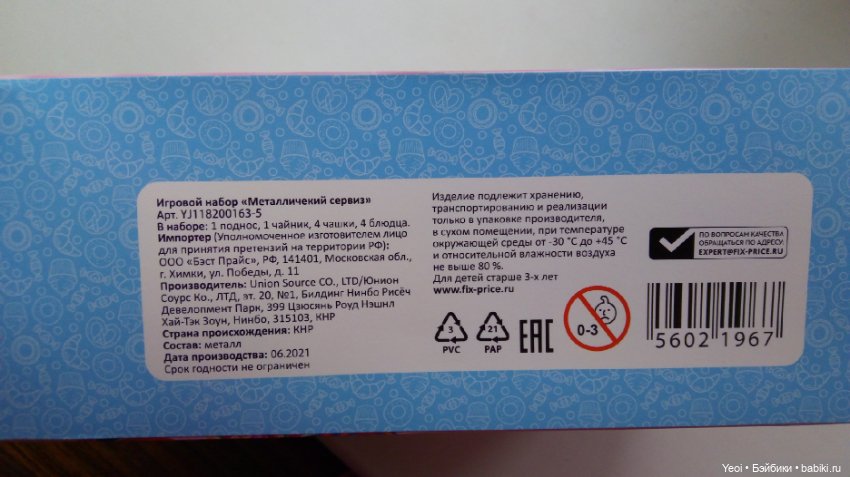 Игровой набор «Металличекий сервиз»
Арт. YJ118200163-5
В наборе: 1 поднос, 1 чайник, 4 чашки, 4 блюдца.
Импортер (Уполномоченное изготовителем лицо
для принятия претензий на территории РФ):
ООО «Бэст Прайс», РФ, 141401, Московская обл.,
г. Химки, ул. Победы, д. 11
Производитель: Union Source CO., LTD/Юнион
Соурс Ко., ЛТД, эт. 20, №1, Билдинг Нинбо Рисёч
Девелопмент Парк, 399 Цзюсянь Роуд Нэшнл
Хай-Тэк Зоун, Нинбо, 315103, КНР
Страна происхождения: КНР
Состав: металл
Дата производства: 06.2021
Срок годности не ограничен
Изделие подлежит хранению,
транспортированию и реализации
только в упаковке производителя,
в сухом помещении, при температуре
окружающей среды от -30 °C до +45 °C
и относительной влажности воздуха
не выше 80 %.
Для детей старше 3-х лет
www.fix-price.ru
3
PVC
21
PAP
EAC
0-3
ПО ВОПРОСАМ КАЧЕСТВА
ОБРАЩАТЬСЯ ПО АДРЕСУ:
EXPERT@FIX-PRICE.RU
5602 1967
Yeoi • Бэйбики • babiki.ru